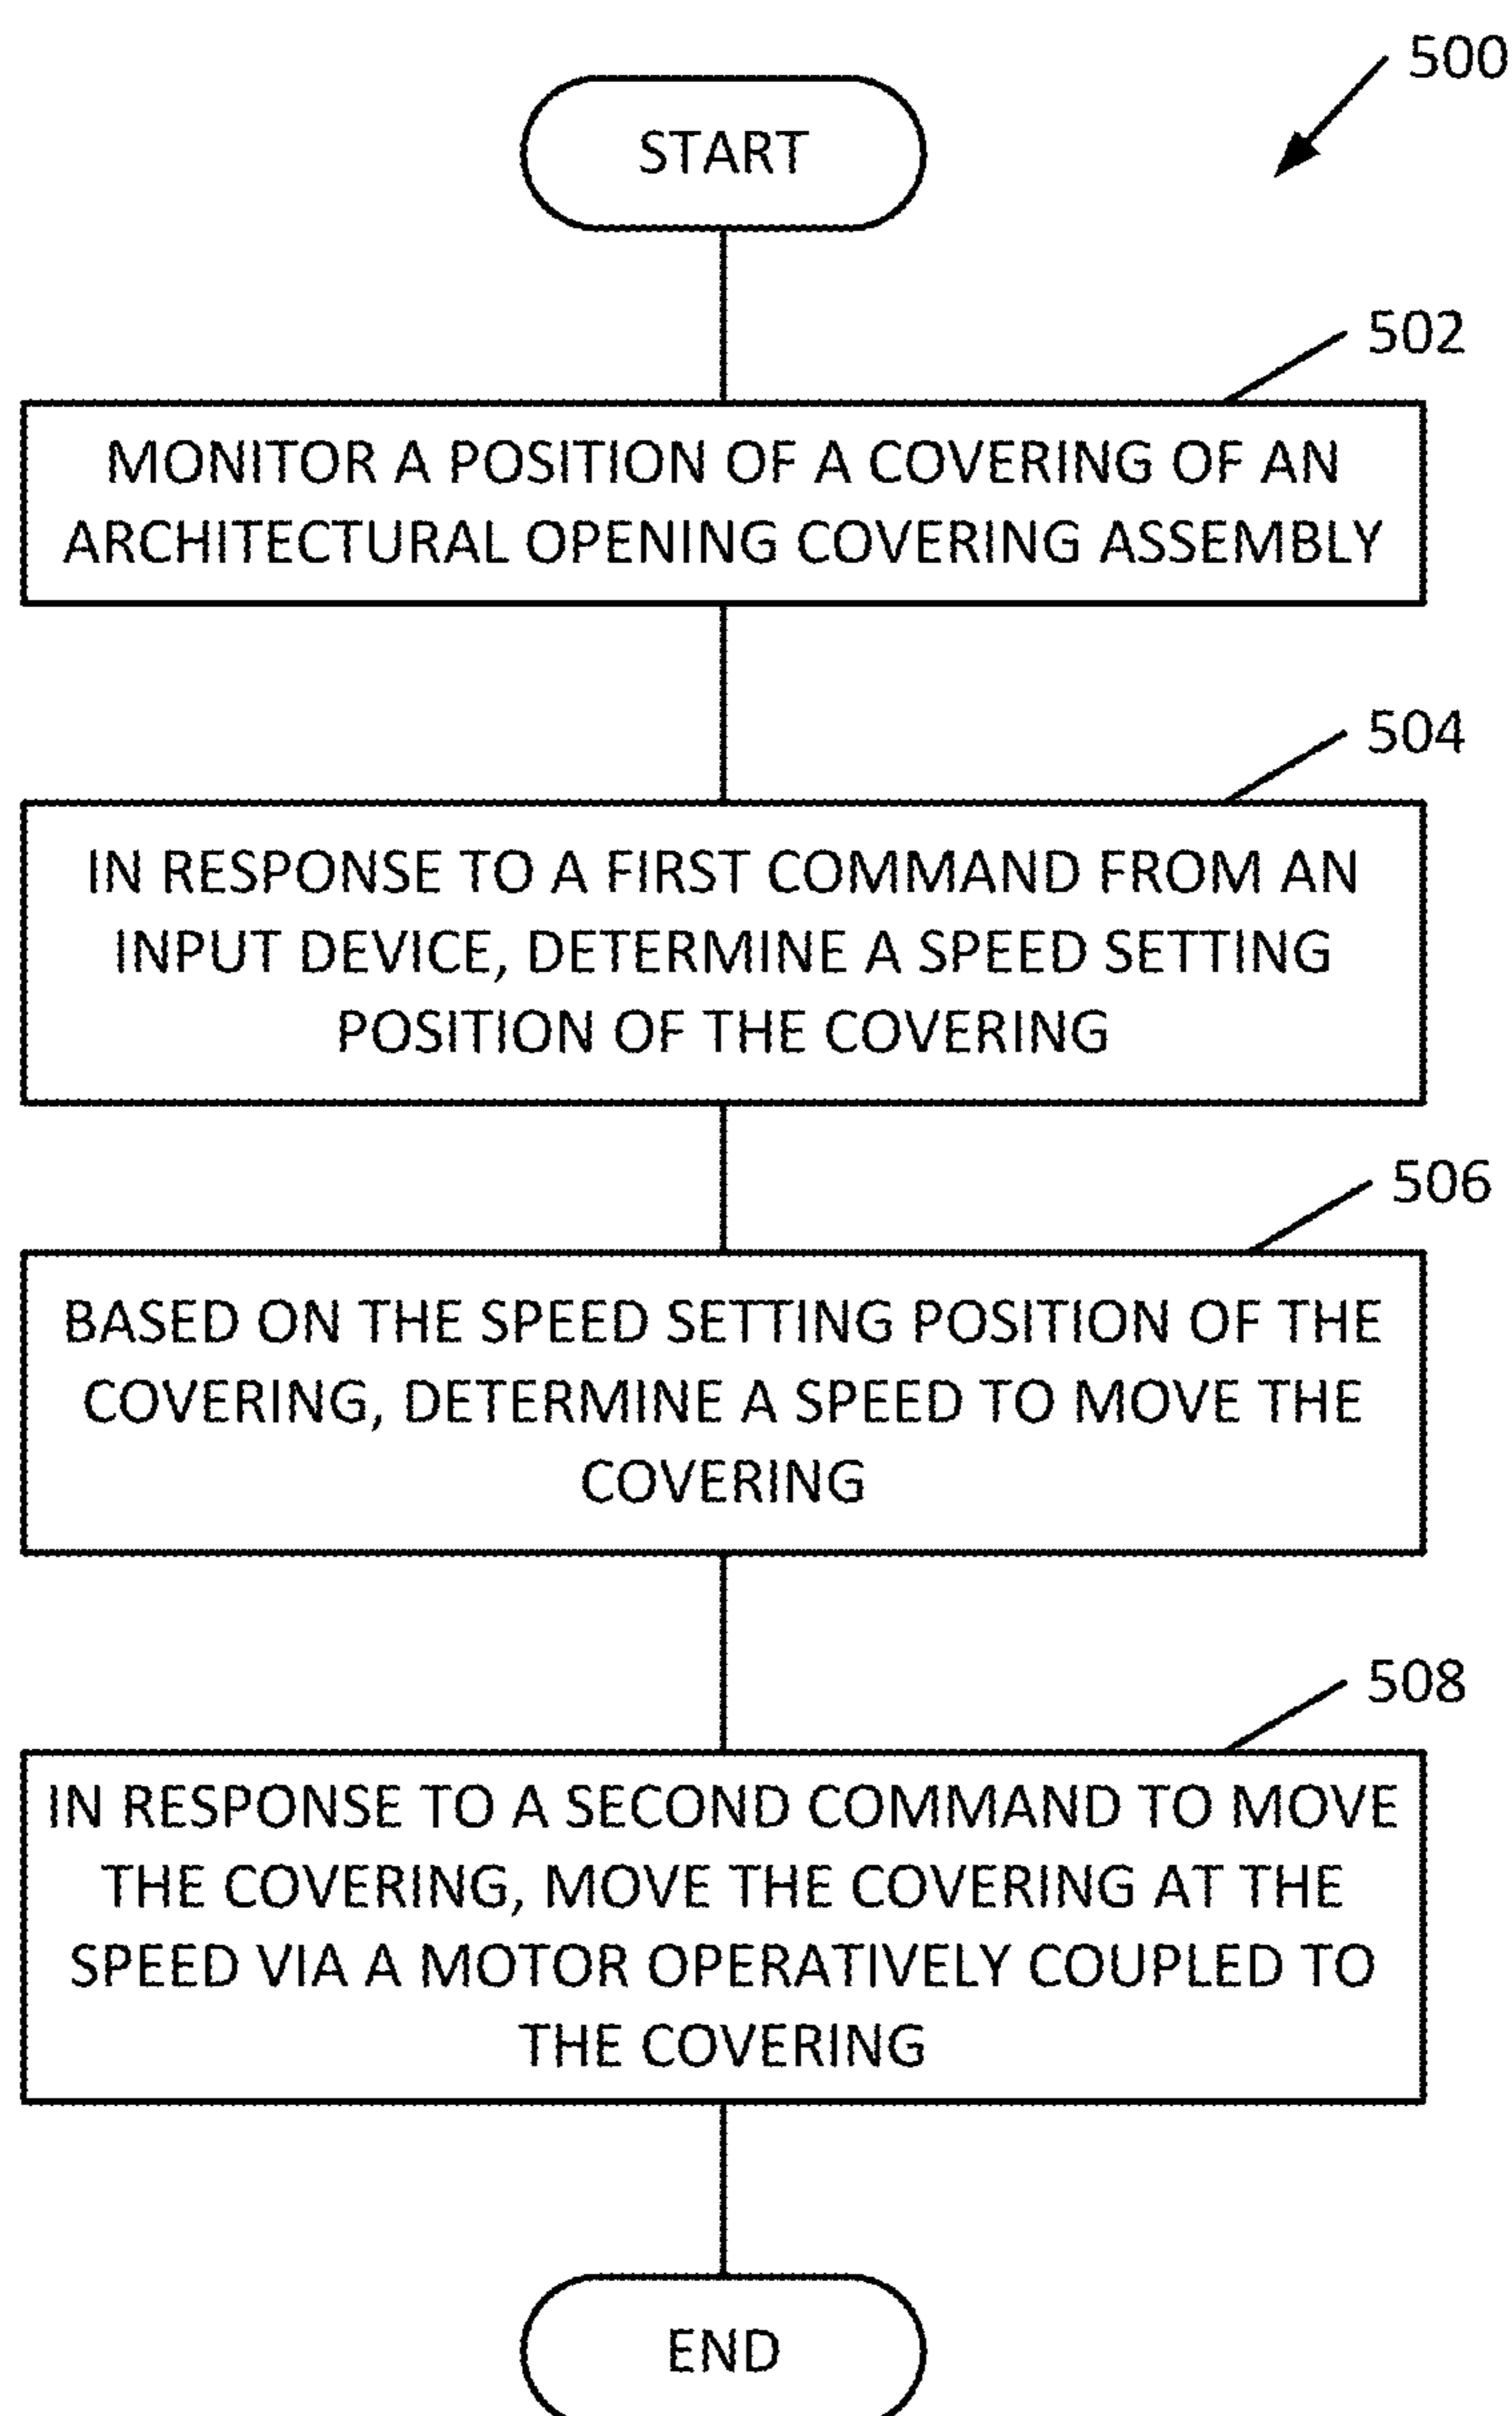 500
START
502
MONITOR A POSITION OF A COVERING OF AN
ARCHITECTURAL OPENING COVERING ASSEMBLY
504
IN RESPONSE TO A FIRST COMMAND FROM AN
INPUT DEVICE, DETERMINE A SPEED SETTING
POSITION OF THE COVERING
506
BASED ON THE SPEED SETTING POSITION OF THE
COVERING, DETERMINE A SPEED TO MOVE THE
COVERING
508
IN RESPONSE TO A SECOND COMMAND TO MOVE
THE COVERING, MOVE THE COVERING AT THE
SPEED VIA A MOTOR OPERATIVELY COUPLED TO
THE COVERING
END